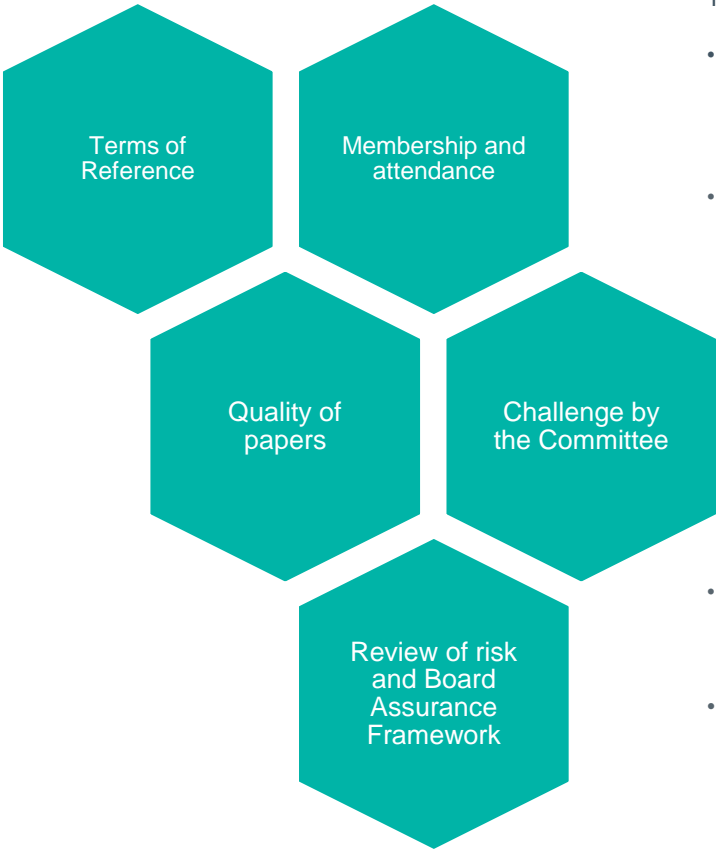 Terms of
Reference
Membership and
attendance
Quality of
papers
Challenge by
the Committee
Review of risk
and Board
Assurance
Framework